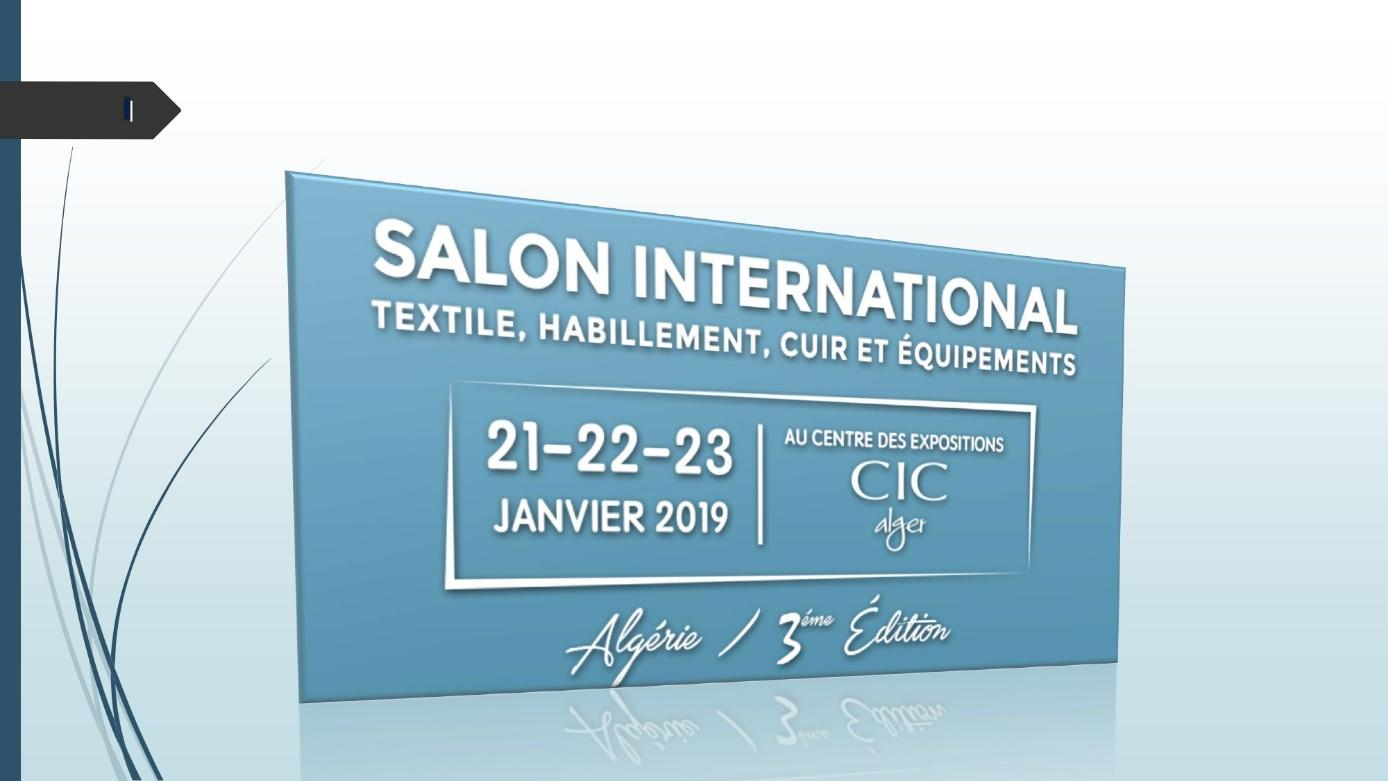 SALON INTERNATIONAL
TEXTILE, HABILLEMENT, CUIR ET ÉQUIPEMENTS
21-22-23
JANVIER 2019
AU CENTRE DES EXPOSITIONS
CIC
alger
Algérie / 3éme Édition